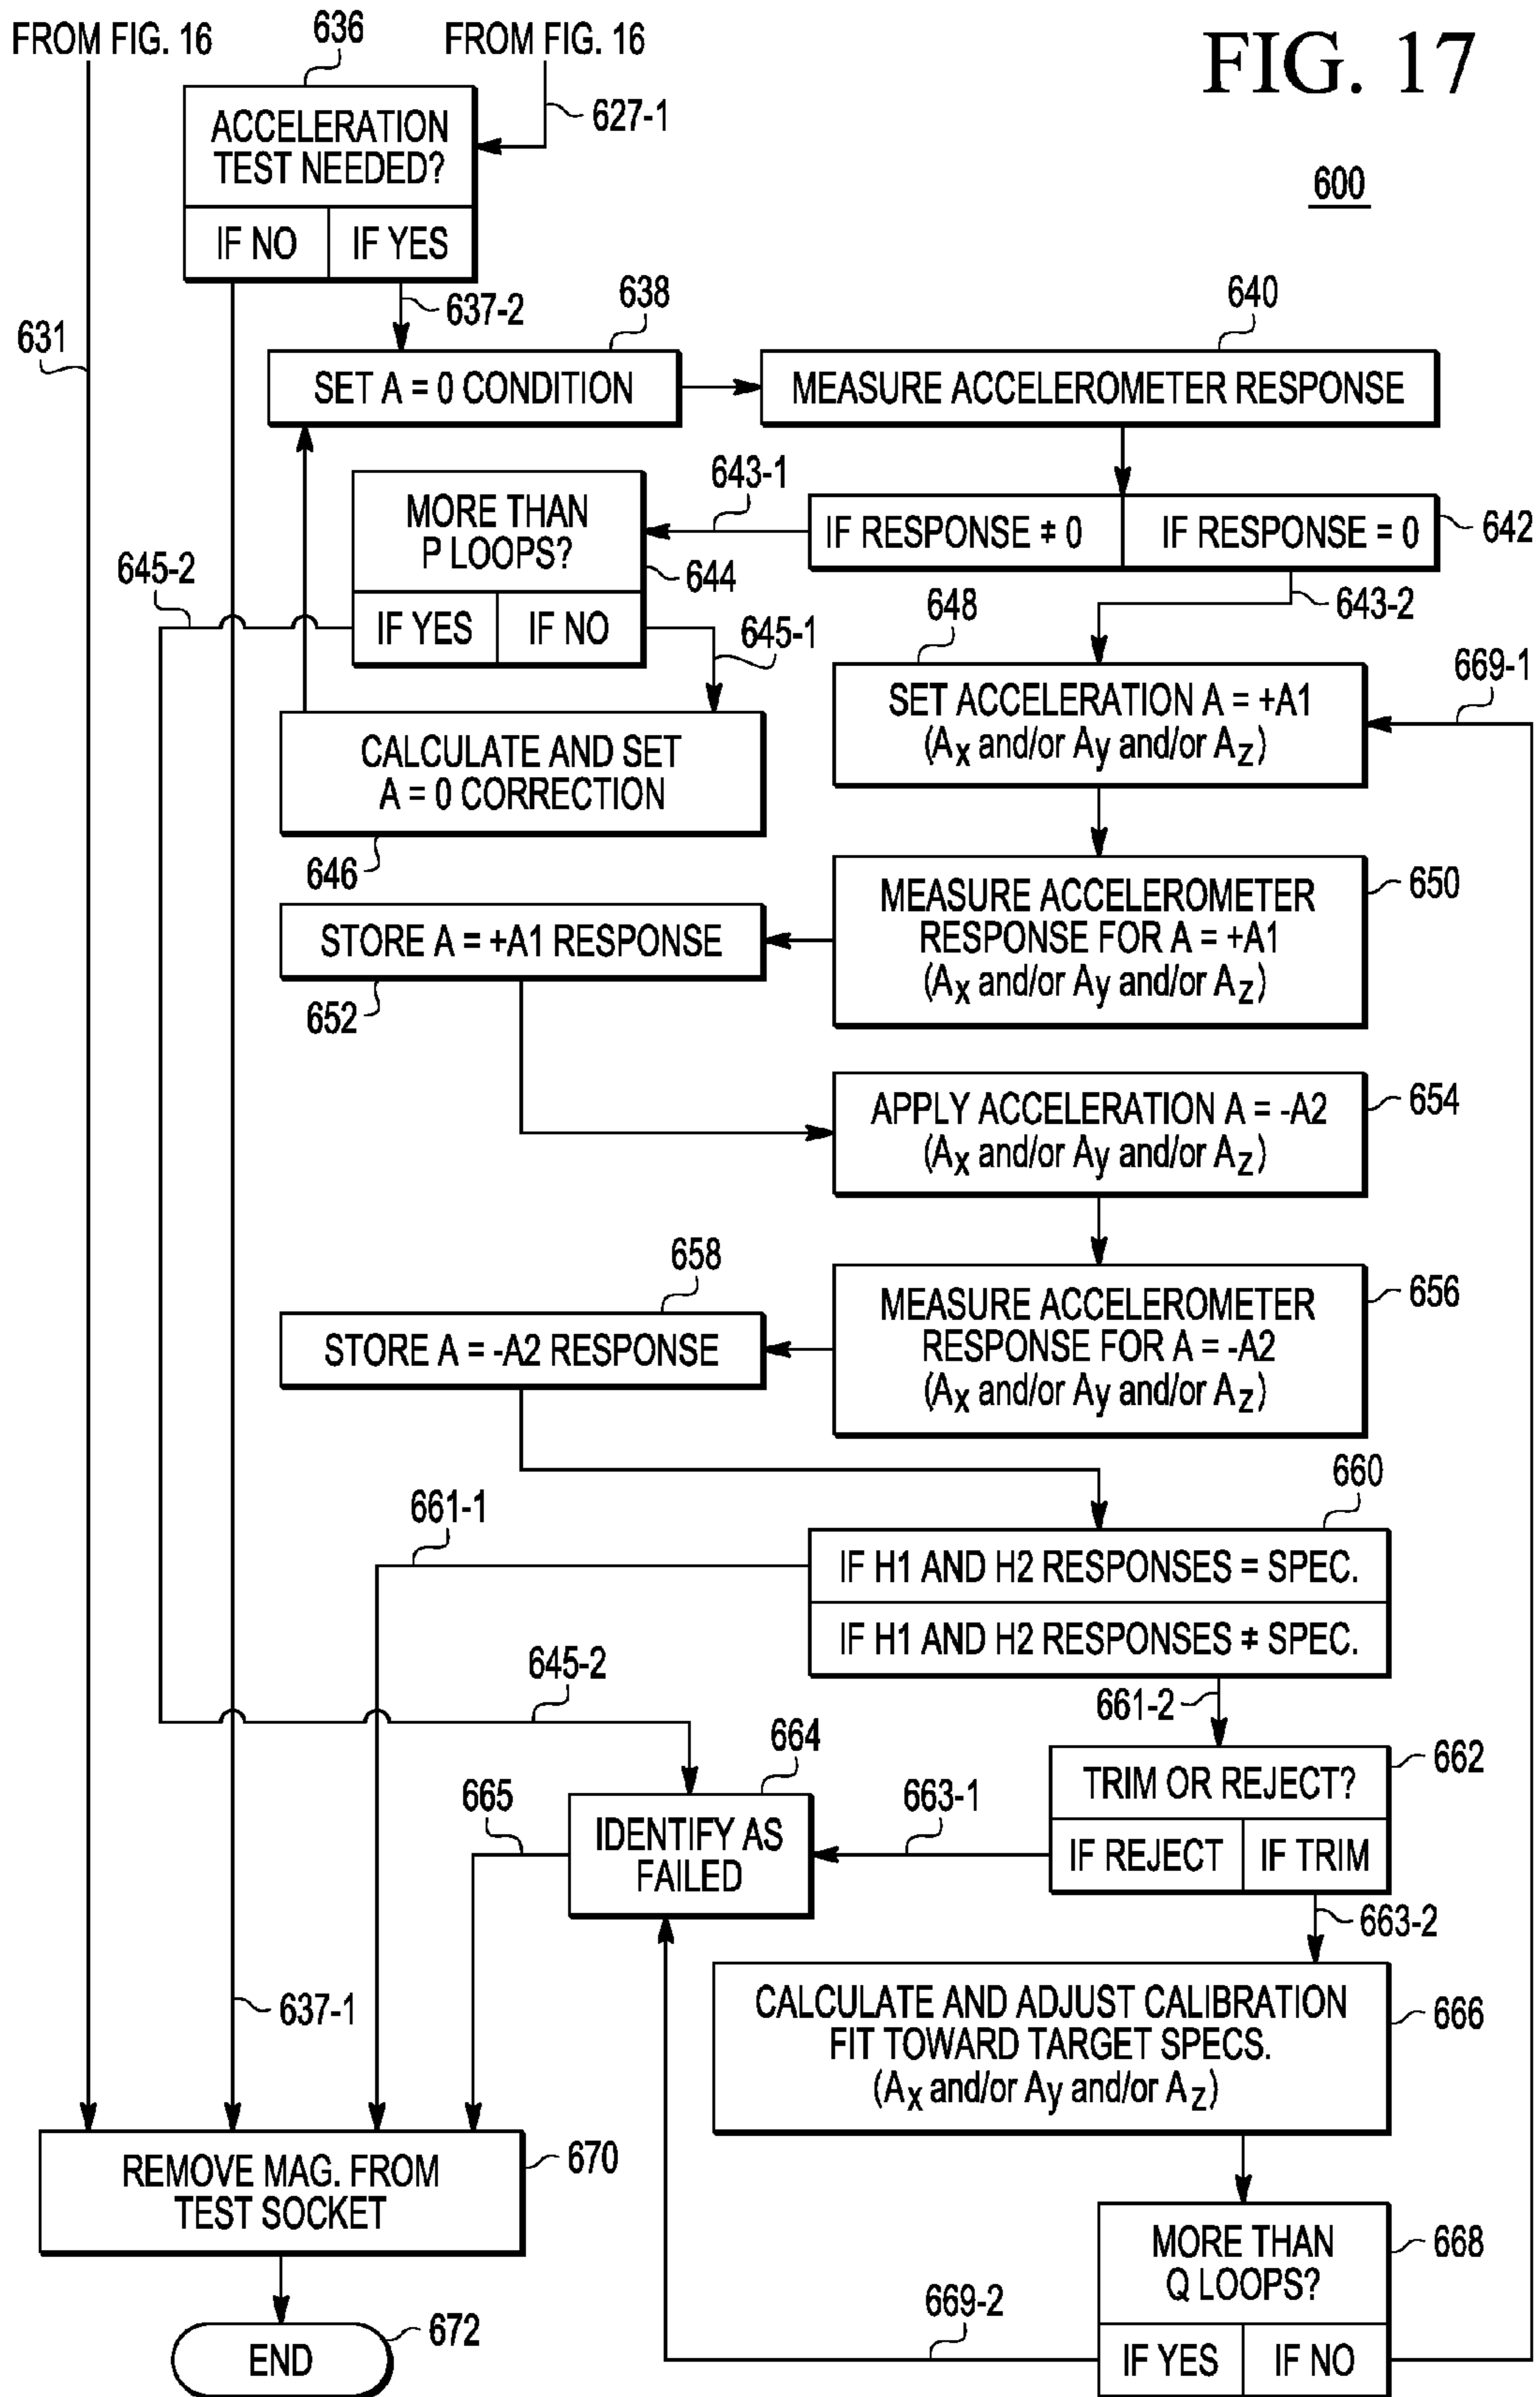 FROM FIG. 16
636
FROM FIG. 16
FIG. 17
627-1
600
ACCELERATION
TEST NEEDED?
IF NO
IF YES
637-2
631
638
640
SET A = 0 CONDITION
MEASURE ACCELEROMETER RESPONSE
643-1
MORE THAN
P LOOPS?
644
IF YES
IF NO
IF RESPONSE ≠ 0
IF RESPONSE = 0
642
643-2
645-2
645-1
648
669-1
SET ACCELERATION A = +A1
(Ax and/or Ay and/or Az)
CALCULATE AND SET
A = 0 CORRECTION
646
MEASURE ACCELEROMETER
RESPONSE FOR A = +A1
(Ax and/or Ay and/or Az)
650
STORE A = +A1 RESPONSE
652
APPLY ACCELERATION A = -A2
(Ax and/or Ay and/or Az)
654
658
MEASURE ACCELEROMETER
RESPONSE FOR A = -A2
(Ax and/or Ay and/or Az)
656
STORE A = -A2 RESPONSE
660
661-1
IF H1 AND H2 RESPONSES = SPEC.
IF H1 AND H2 RESPONSES ≠ SPEC.
645-2
661-2
664
662
TRIM OR REJECT?
IF REJECT
IF TRIM
665
663-1
IDENTIFY AS
FAILED
663-2
637-1
CALCULATE AND ADJUST CALIBRATION
FIT TOWARD TARGET SPECS.
(Ax and/or Ay and/or Az)
666
REMOVE MAG. FROM
TEST SOCKET
670
MORE THAN
Q LOOPS?
668
IF YES
IF NO
669-2
END
672